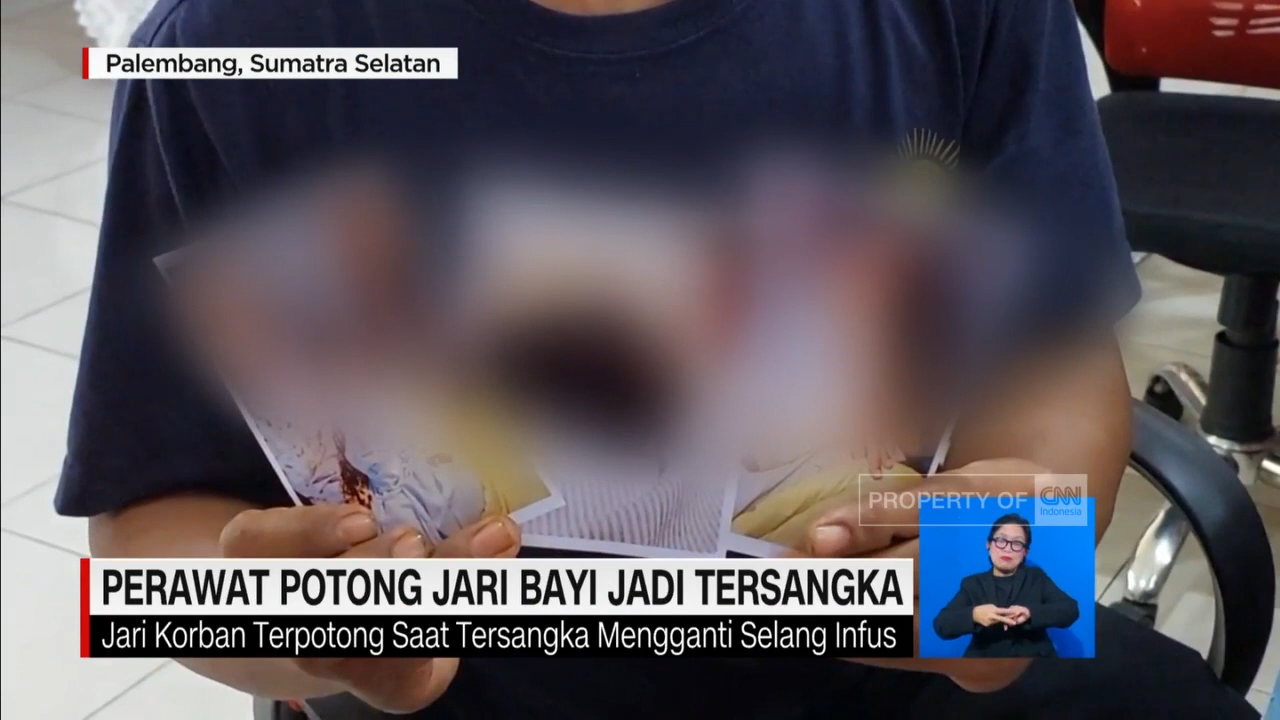 Palembang, Sumatra Selatan
PROPERTY OF CNN
Indonesia
PERAWAT POTONG JARI BAYI JADI TERSANGKA
Jari Korban Terpotong Saat Tersangka Mengganti Selang Infus